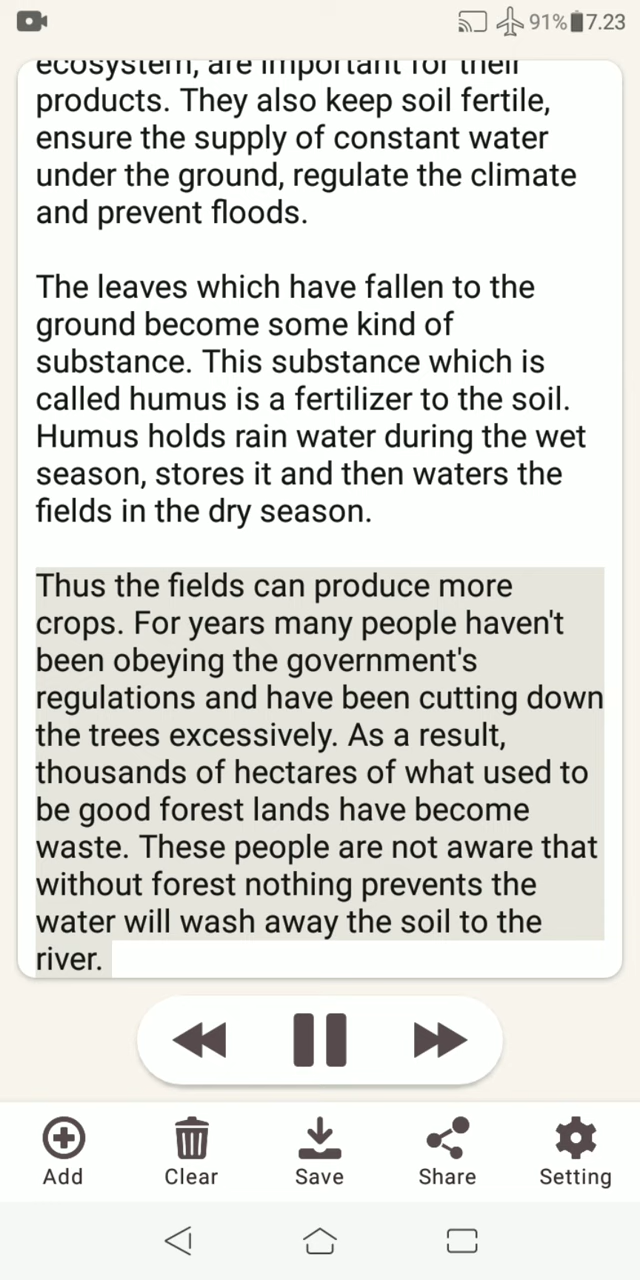 91% 7.23
ecosystem, are important for their
products. They also keep soil fertile,
ensure the supply of constant water
under the ground, regulate the climate
and prevent floods.
The leaves which have fallen to the
ground become some kind of
substance. This substance which is
called humus is a fertilizer to the soil.
Humus holds rain water during the wet
season, stores it and then waters the
fields in the dry season.
Thus the fields can produce more
crops. For years many people haven't
been obeying the government's
regulations and have been cutting down
the trees excessively. As a result,
thousands of hectares of what used to
be good forest lands have become
waste. These people are not aware that
without forest nothing prevents the
water will wash away the soil to the
river.
Add Clear Save Share Setting